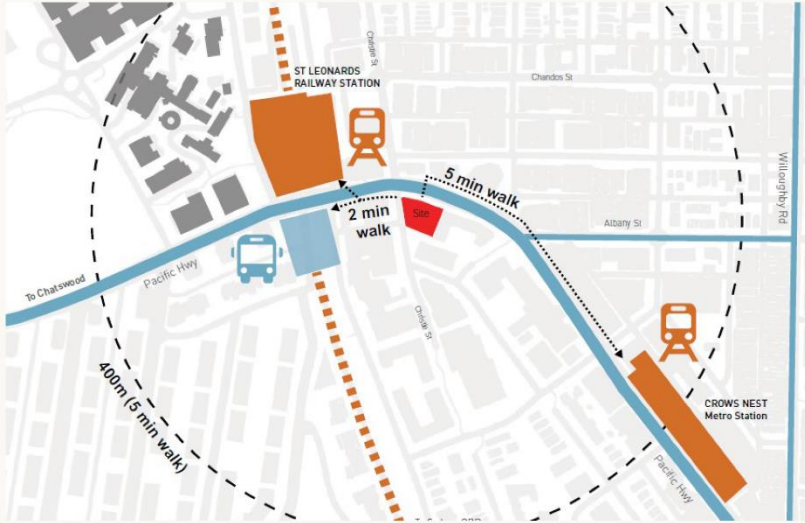 Christie St
ST LEONARDS
RAILWAY STATION
Chandos St
5 min walk
Willoughby Rd
2 min
walk
Site
Albany St
To Chatswood
Pacific Hwy
Christie St
400m (5 min walk)
CROWS NEST
Metro Station
Pacific Hwy